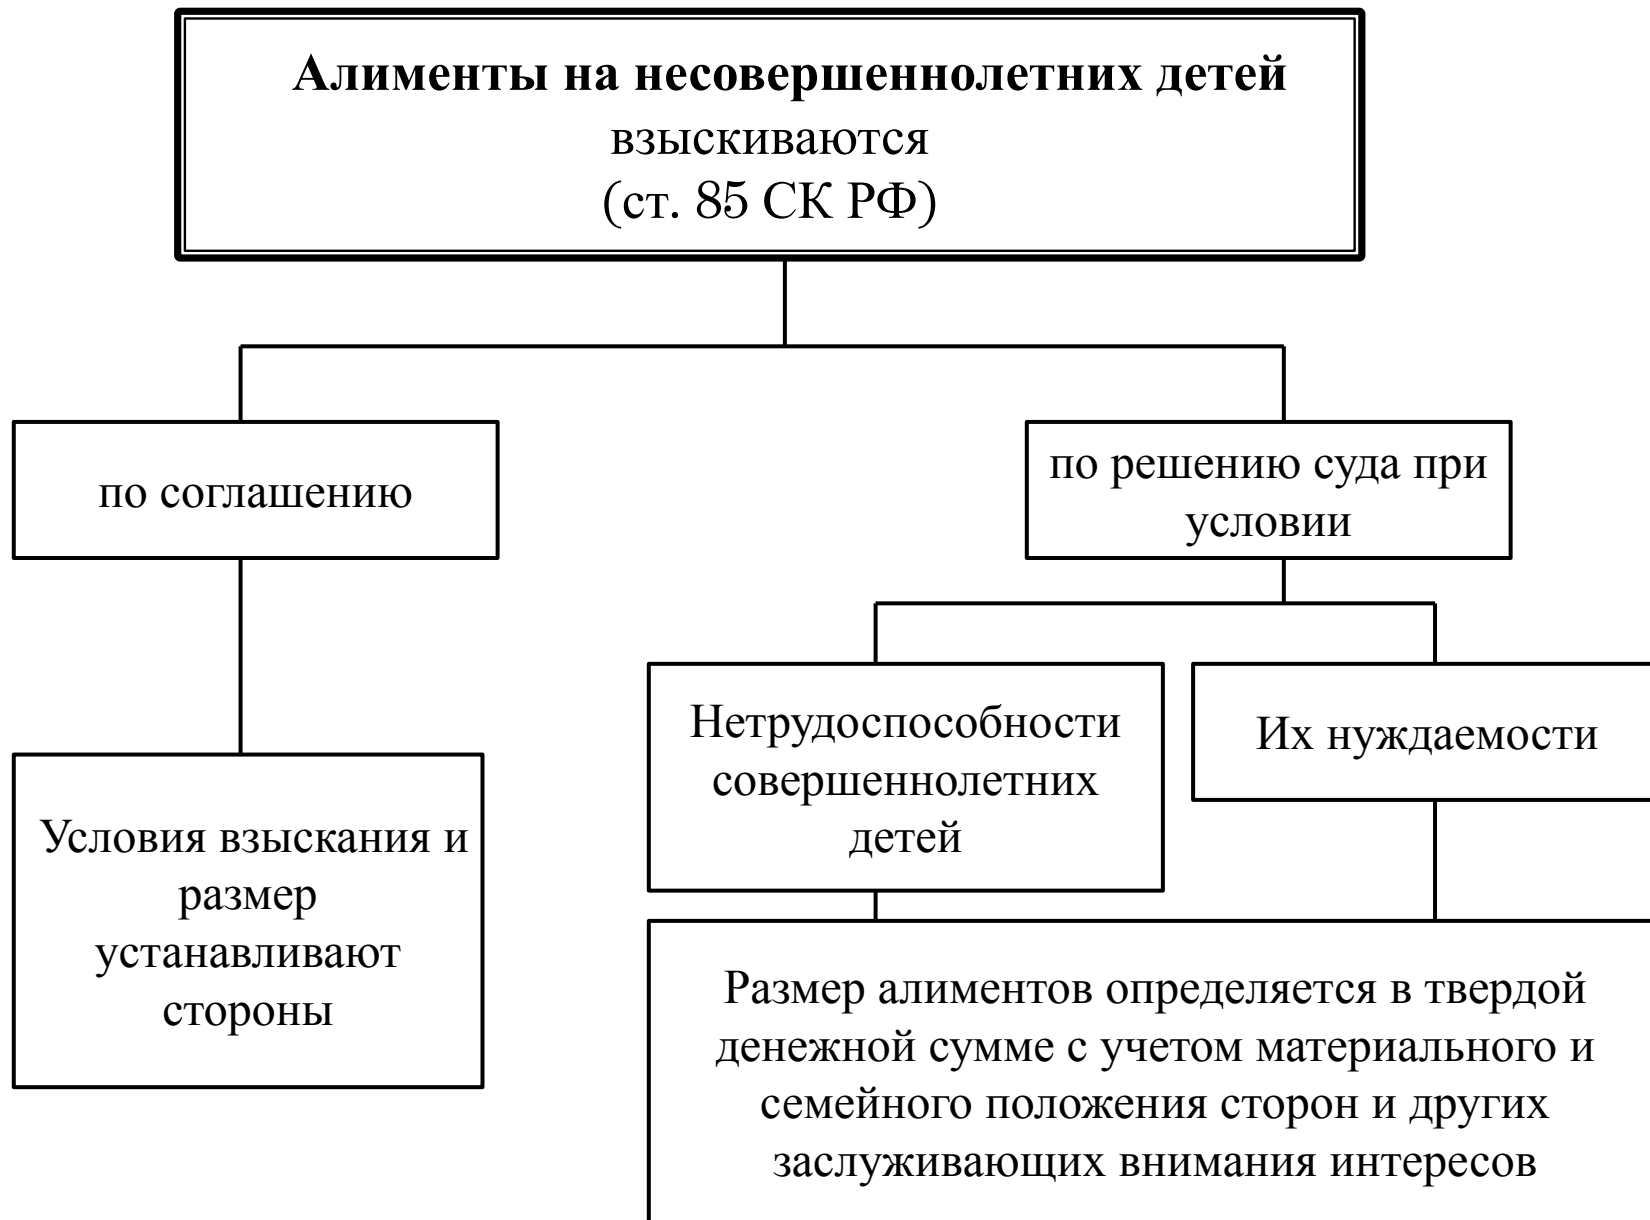 Алименты на несовершеннолетних детей
взыскиваются
(ст. 85 СК РФ)
по соглашению
по решению суда при
условии
Нетрудоспособности
совершеннолетних
детей
Их нуждаемости
Условия взыскания и
размер
устанавливают
стороны
Размер алиментов определяется в твердой
денежной сумме с учетом материального и
семейного положения сторон и других
заслуживающих внимания интересов